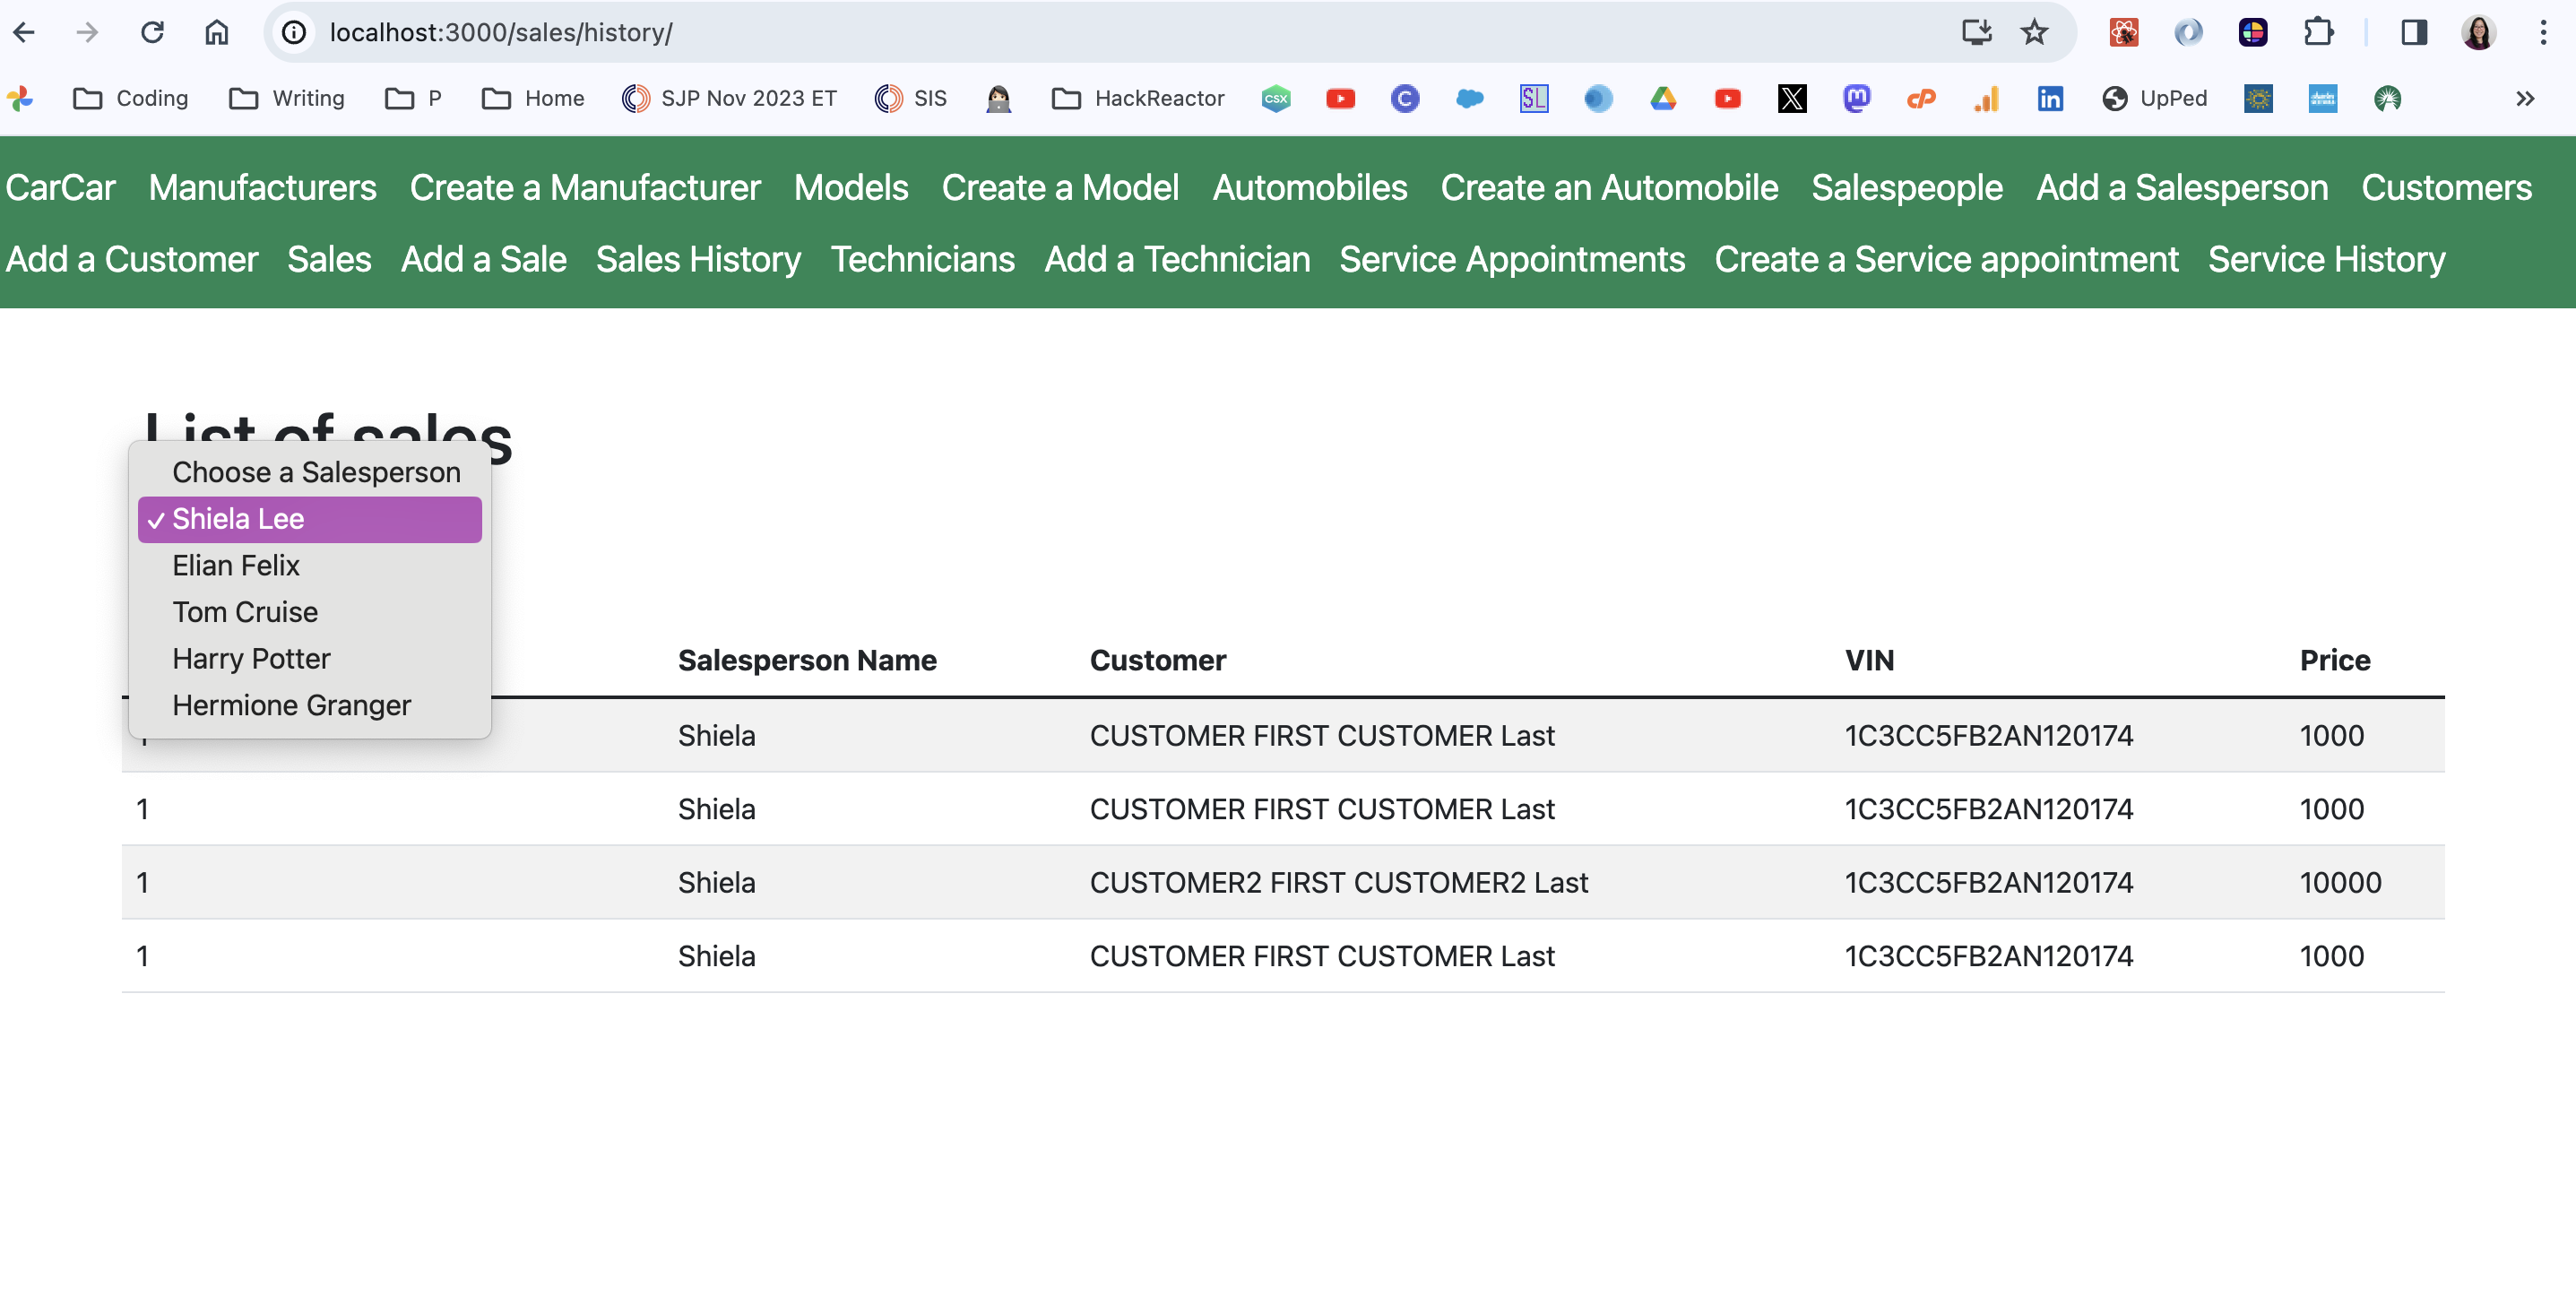 localhost:3000/sales/history/
Coding Writing P Home SJP Nov 2023 ET SIS HackReactor CSX C SL X m CP in UpPed
CarCar Manufacturers Create a Manufacturer Models Create a Model Automobiles Create an Automobile Salespeople Add a Salesperson Customers
Add a Customer Sales Add a Sale Sales History Technicians Add a Technician Service Appointments Create a Service appointment Service History
List of sales
Choose a Salesperson
✓ Shiela Lee
Elian Felix
Tom Cruise
Harry Potter
Hermione Granger
Salesperson Name Customer VIN Price
1 Shiela CUSTOMER FIRST CUSTOMER Last 1C3CC5FB2AN120174 1000
1 Shiela CUSTOMER FIRST CUSTOMER Last 1C3CC5FB2AN120174 1000
1 Shiela CUSTOMER2 FIRST CUSTOMER2 Last 1C3CC5FB2AN120174 10000
1 Shiela CUSTOMER FIRST CUSTOMER Last 1C3CC5FB2AN120174 1000